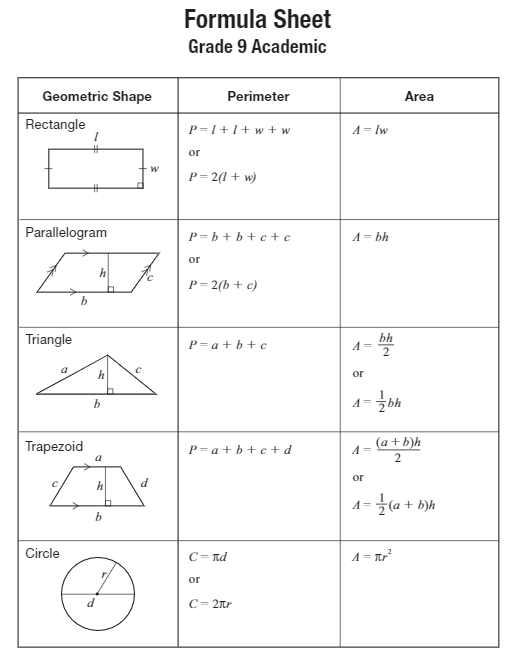 Formula Sheet
Grade 9 Academic
Geometric Shape Perimeter Area
Rectangle
l
w
P = l + l + w + w
or
P = 2(l + w)
A = lw
Parallelogram
h
c
b
P = b + b + c + c
or
P = 2(b + c)
A = bh
Triangle
a
h
c
b
P = a + b + c
A = bh/2
or
A = 1/2 bh
Trapezoid
a
c
h
d
b
P = a + b + c + d
A = (a + b)h/2
or
A = 1/2 (a + b)h
Circle
r
d
C = πd
or
C = 2πr
A = πr²